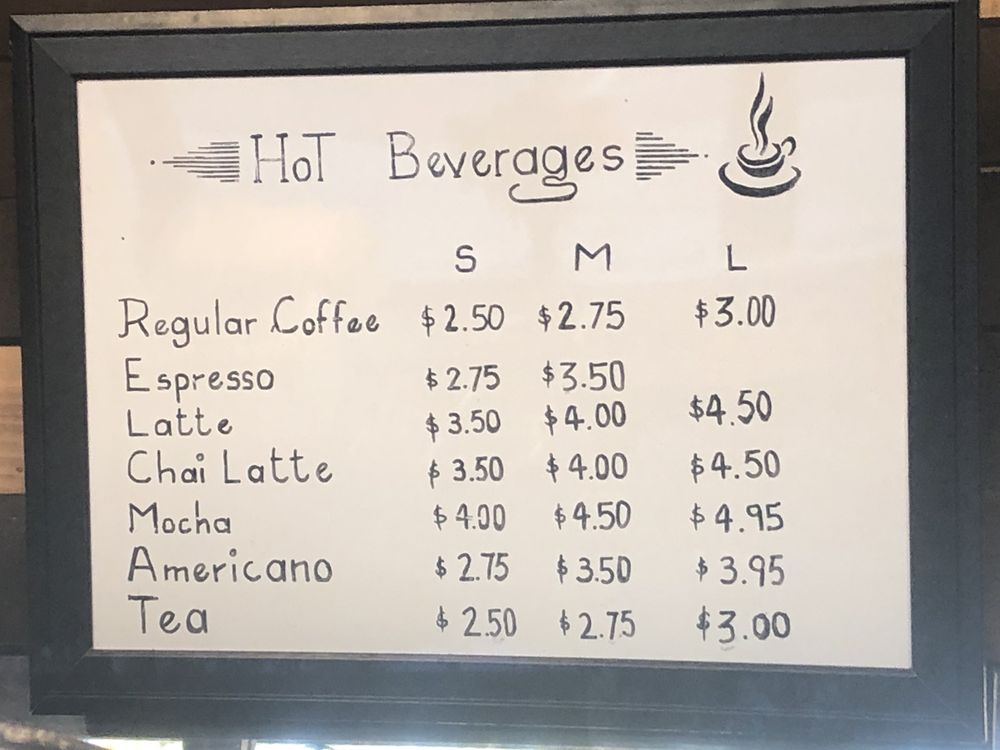 HoT Beverages
S M L
Regular Coffee $2.50 $2.75 $3.00
Espresso $2.75 $3.50
Latte $3.50 $4.00 $4.50
Chai Latte $3.50 $4.00 $4.50
Mocha $4.00 $4.50 $4.95
Americano $2.75 $3.50 $3.95
Tea $2.50 $2.75 $3.00